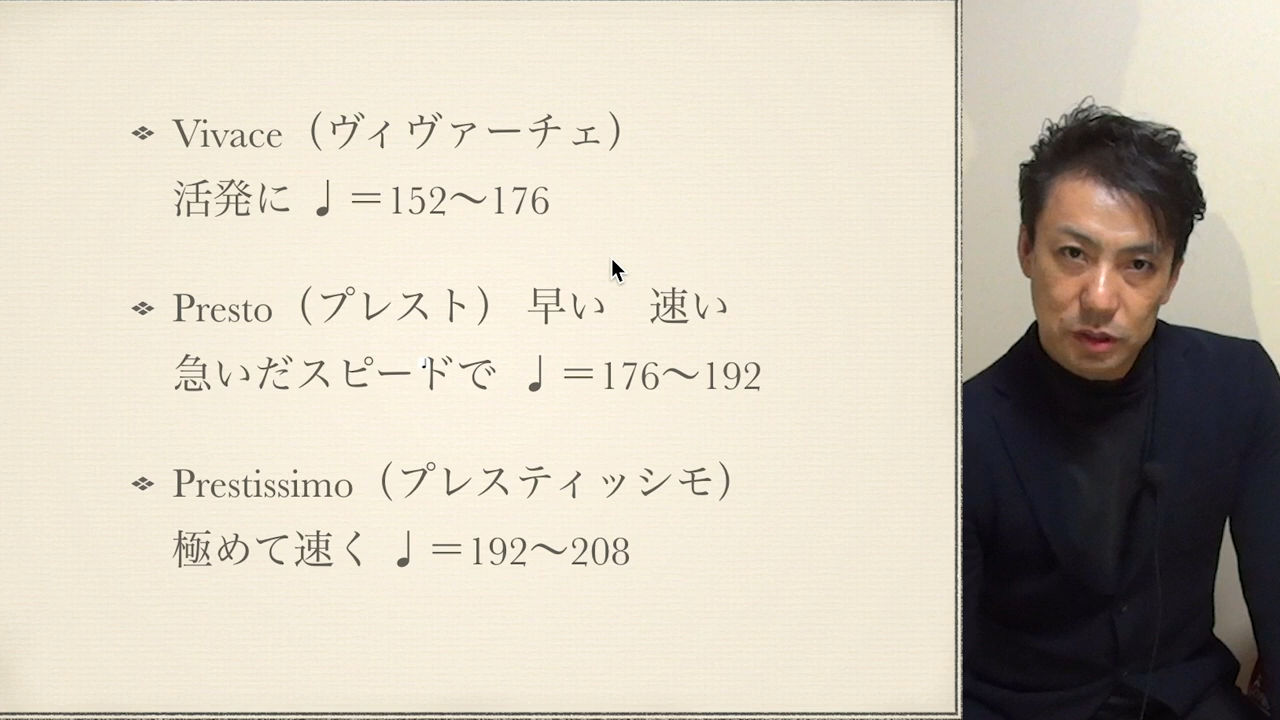 Vivace（ヴィヴァーチェ）
活発に ♩＝152〜176
Presto（プレスト） 早い　速い
急いだスピードで ♩＝176〜192
Prestissimo（プレスティッシモ）
極めて速く ♩＝192〜208